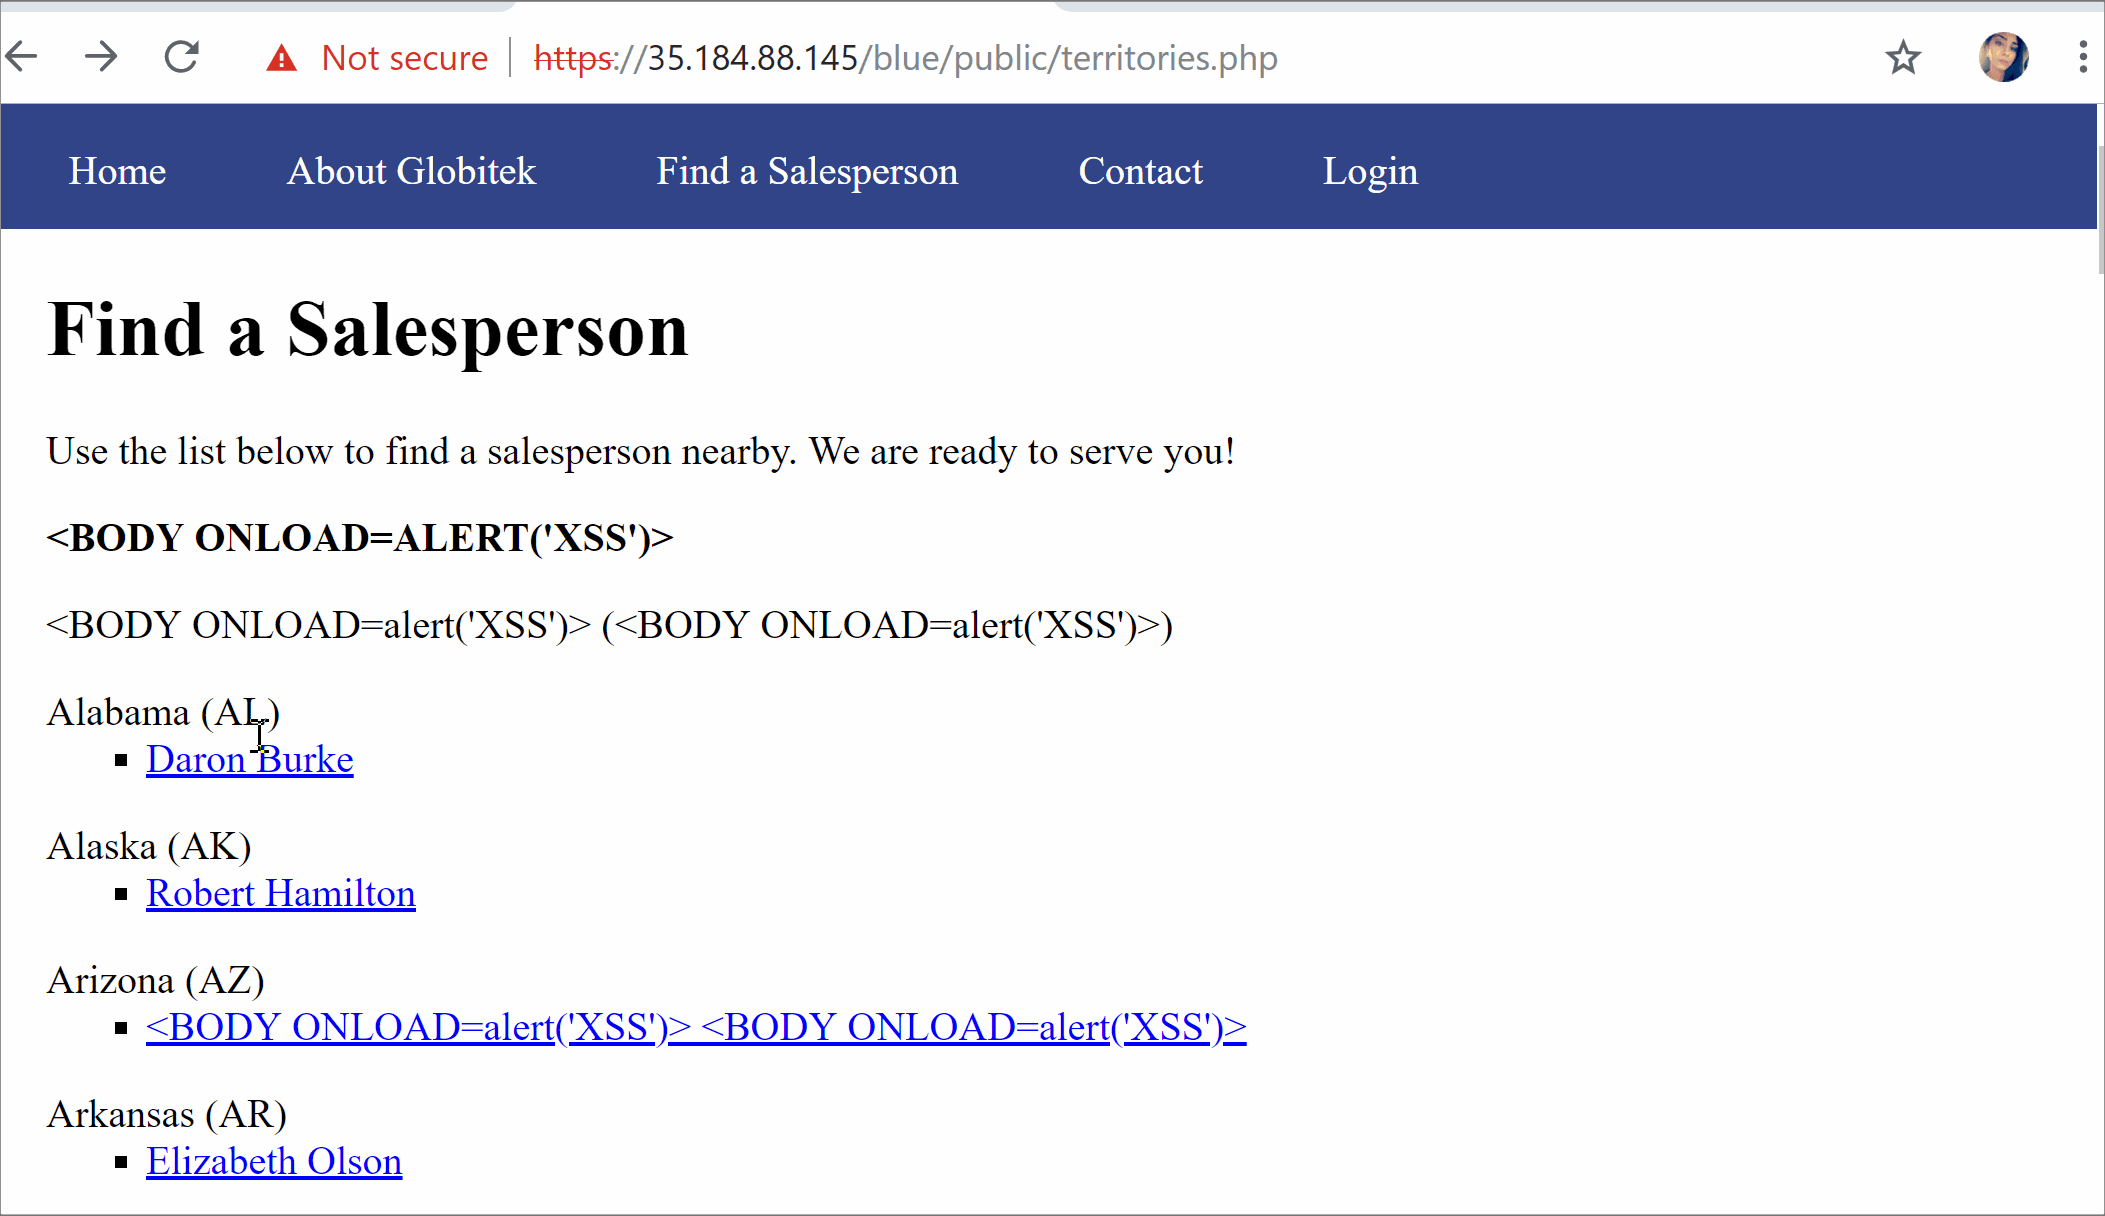 Not secure | https://35.184.88.145/blue/public/territories.php
Home About Globitek Find a Salesperson Contact Login
Find a Salesperson
Use the list below to find a salesperson nearby. We are ready to serve you!
<BODY ONLOAD=ALERT('XSS')>
<BODY ONLOAD=alert('XSS')> (<BODY ONLOAD=alert('XSS')>)
Alabama (AL)
Daron Burke
Alaska (AK)
Robert Hamilton
Arizona (AZ)
<BODY ONLOAD=alert('XSS')> <BODY ONLOAD=alert('XSS')>
Arkansas (AR)
Elizabeth Olson